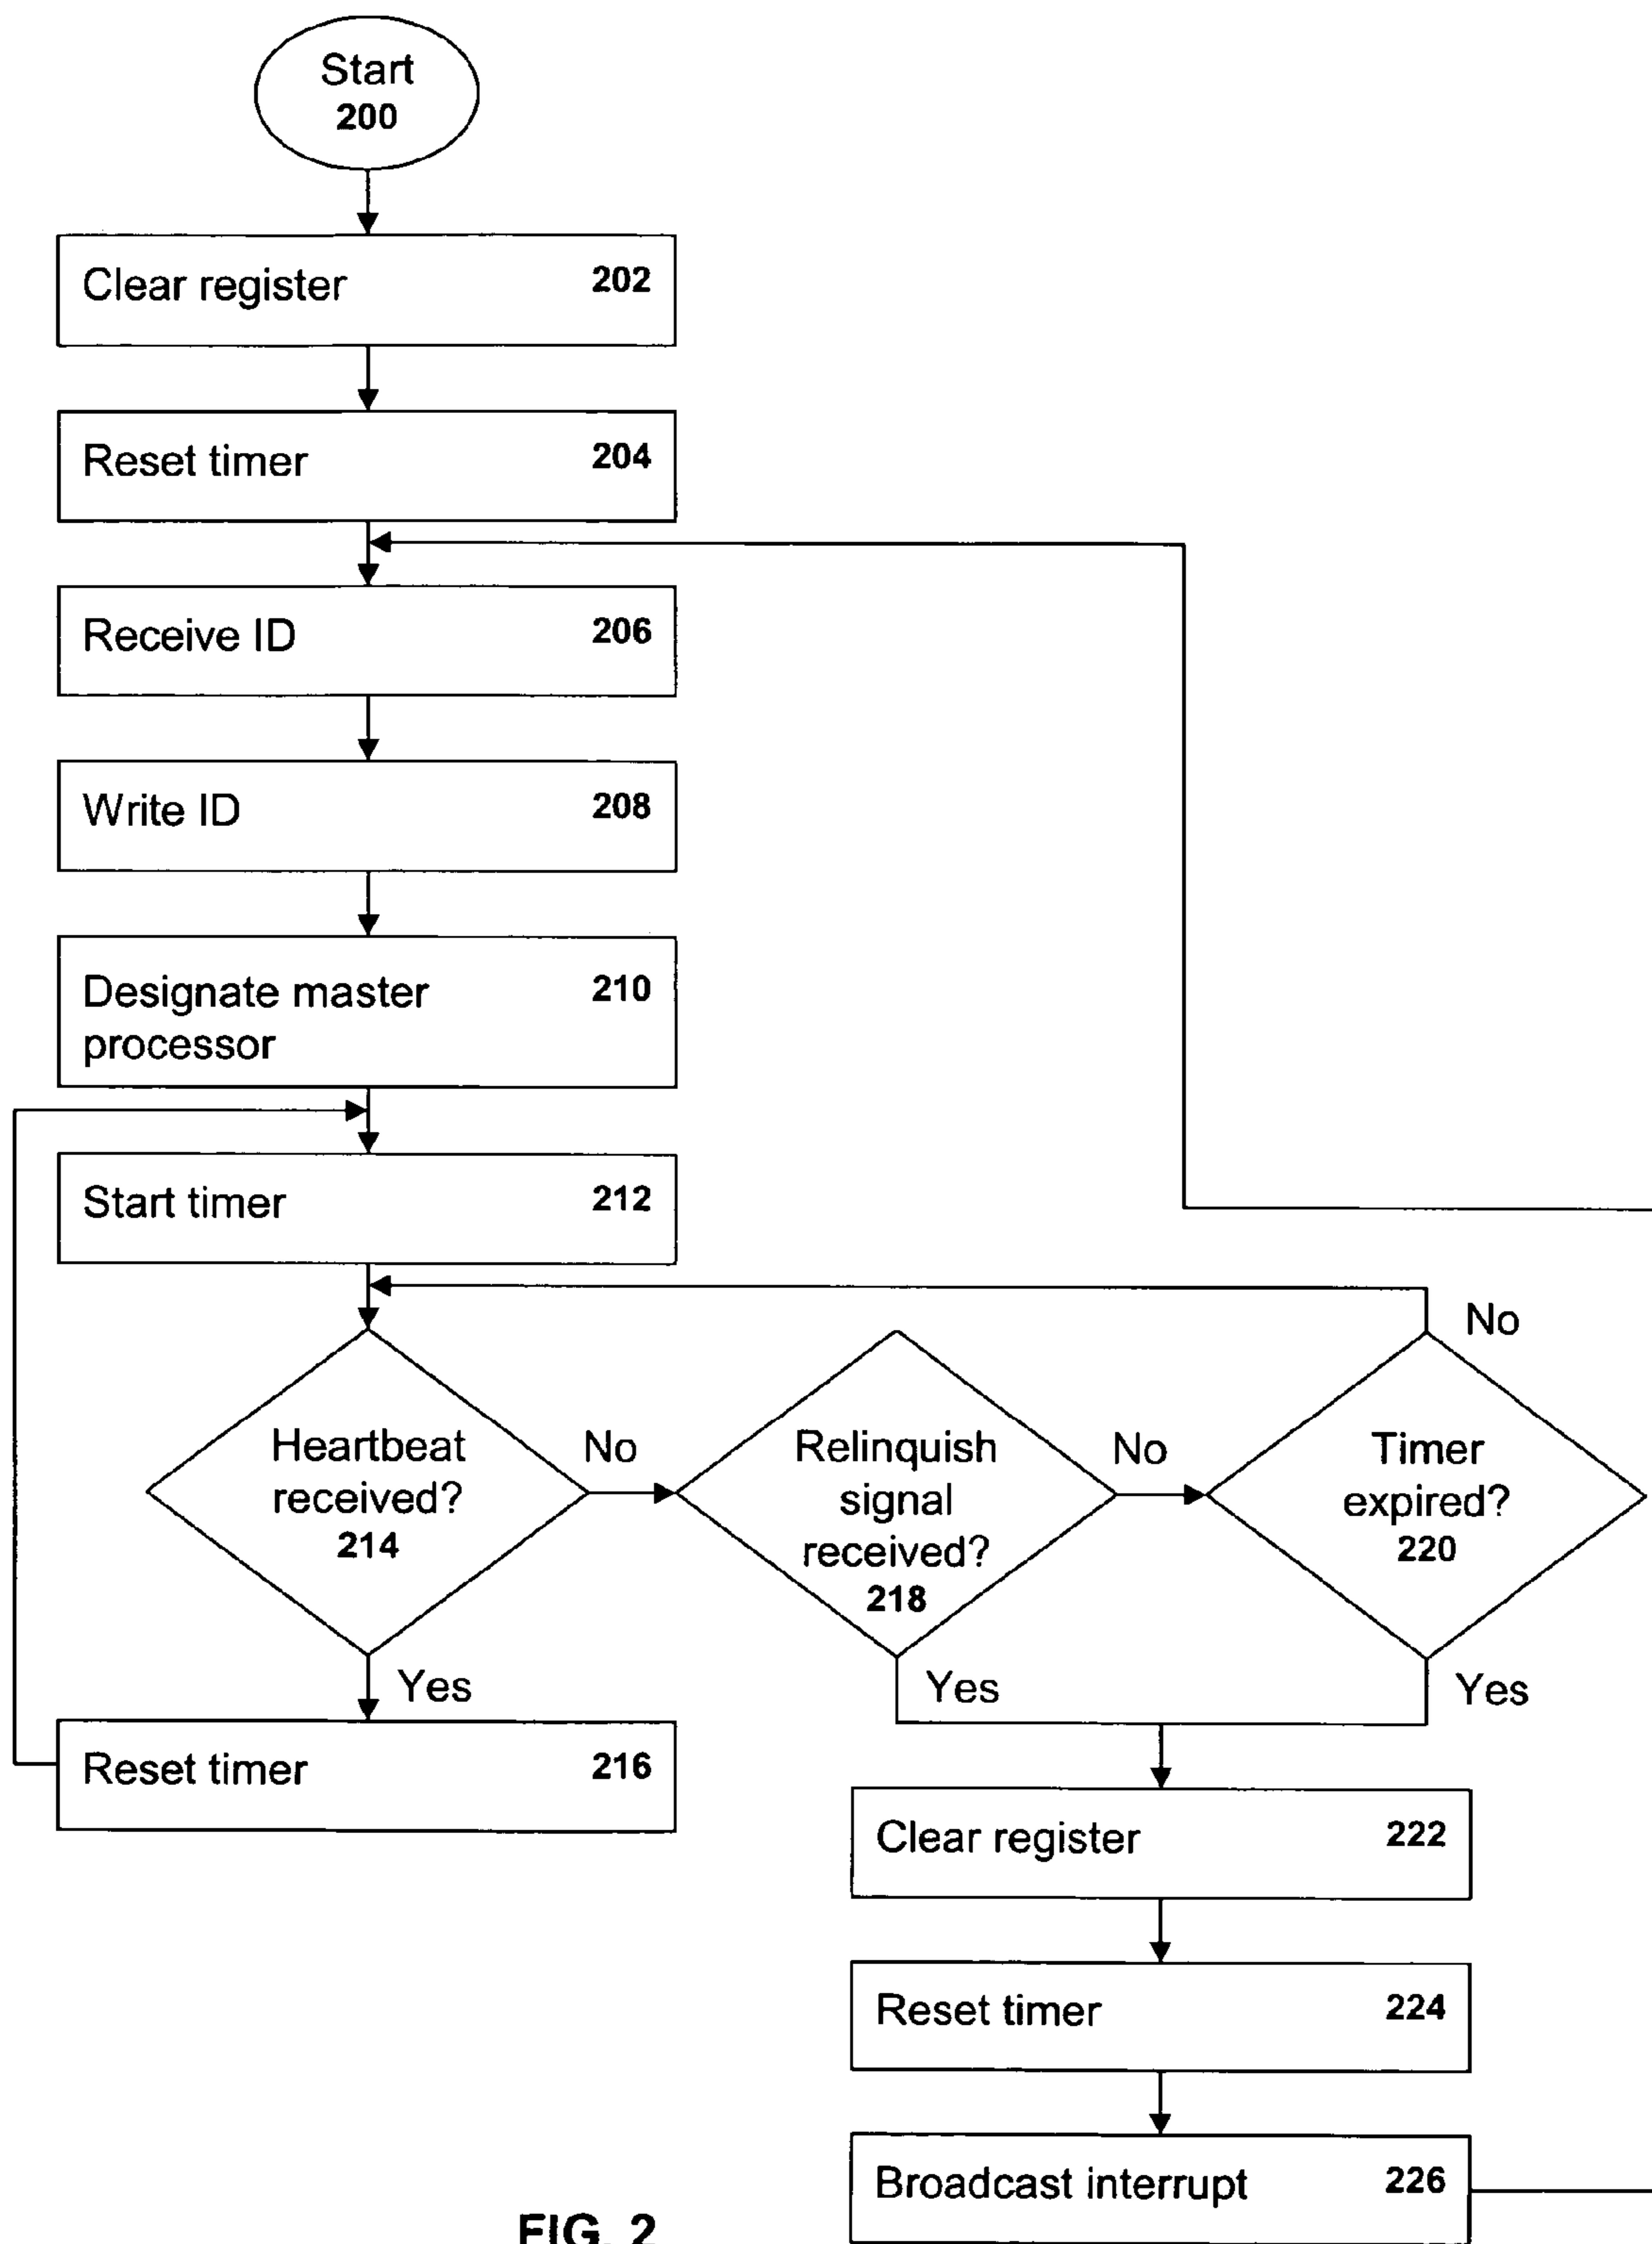 Start
200
Clear register 202
Reset timer 204
Receive ID 206
Write ID 208
Designate master 210
processor
Start timer 212
Heartbeat
received?
214
No
Relinquish
signal
received?
218
No
Timer
expired?
220
No
Yes
Yes
Yes
Reset timer 216
Clear register 222
Reset timer 224
Broadcast interrupt 226
FIG. 2